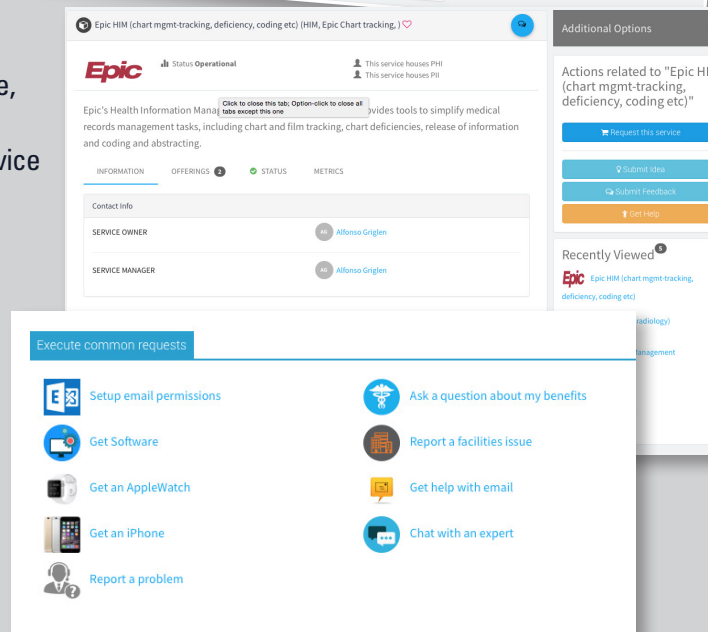 e,
vice
Epic HIM (chart mgmt-tracking, deficiency, coding etc) (HIM, Epic Chart tracking, )
Epic
Status Operational
This service houses PHI
This service houses PII
Click to close this tab; Option-click to close all
tabs except this one
Epic's Health Information Mana ovides tools to simplify medical
records management tasks, including chart and film tracking, chart deficiencies, release of information
and coding and abstracting.
INFORMATION OFFERINGS 2 STATUS METRICS
Contact Info
SERVICE OWNER AG Alfonso Griglen
SERVICE MANAGER AG Alfonso Griglen
Additional Options
Actions related to "Epic HI
(chart mgmt-tracking,
deficiency, coding etc)"
Request this service
Submit Idea
Submit Feedback
Get Help
Recently Viewed 5
Epic Epic HIM (chart mgmt-tracking,
deficiency, coding etc)
radiology)
anagement
Execute common requests
Setup email permissions
Get Software
Get an AppleWatch
Get an iPhone
Report a problem
Ask a question about my benefits
Report a facilities issue
Get help with email
Chat with an expert